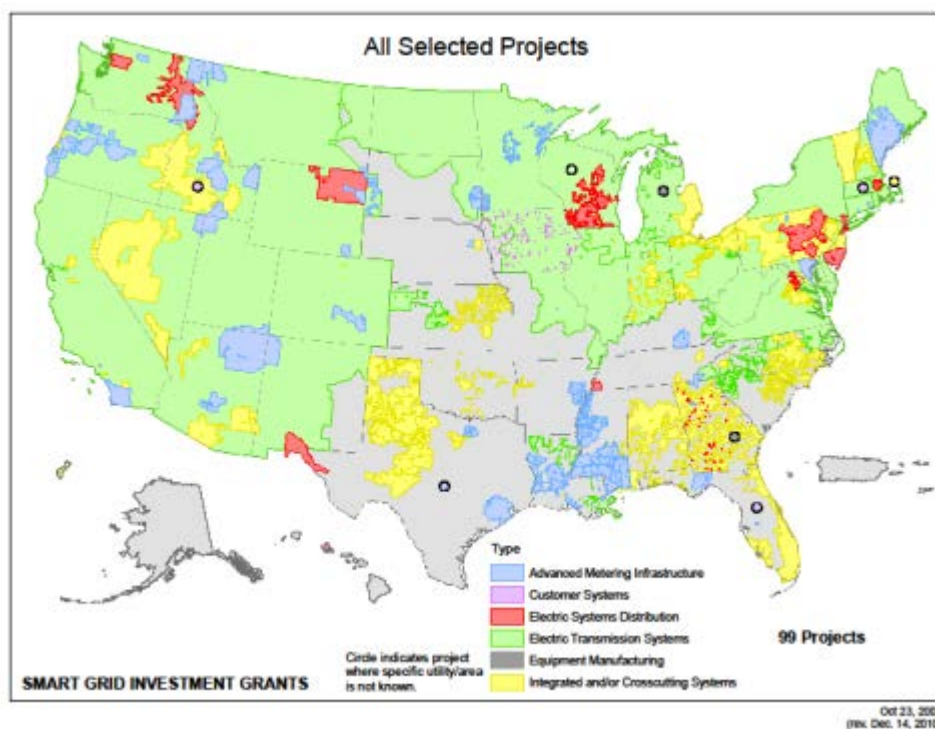 All Selected Projects
Type
Advanced Metering Infrastructure
Customer Systems
Electric Systems Distribution
Electric Transmission Systems
Equipment Manufacturing
Integrated and/or Crosscutting Systems
99 Projects
Circle indicates project
where specific utility/area
is not known.
SMART GRID INVESTMENT GRANTS
Oct 23, 200
(rev. Dec. 14, 2010